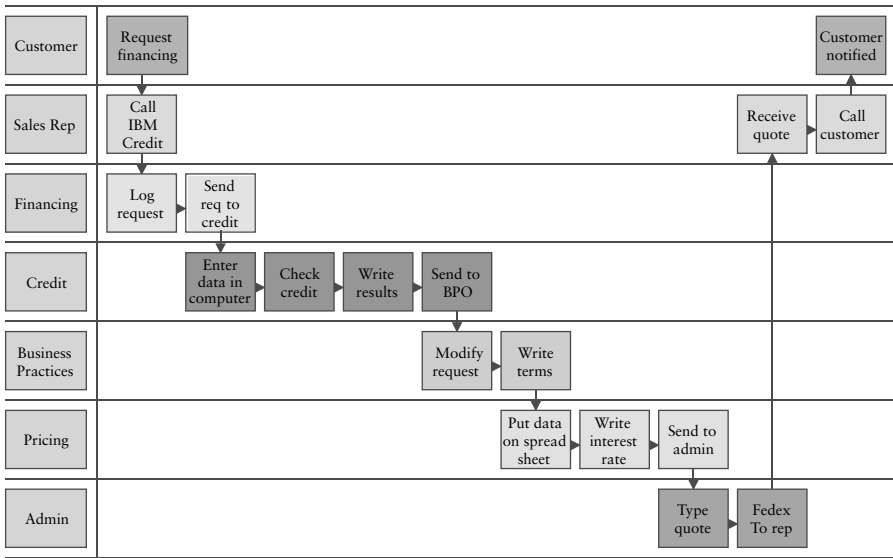 Customer
Request
financing
Customer
notified
Sales Rep
Call
IBM
Credit
Receive
quote
Call
customer
Financing
Log
request
Send
req to
credit
Credit
Enter
data in
computer
Check
credit
Write
results
Send to
BPO
Business
Practices
Modify
request
Write
terms
Pricing
Put data
on spread
sheet
Write
interest
rate
Send to
admin
Admin
Type
quote
Fedex
To rep